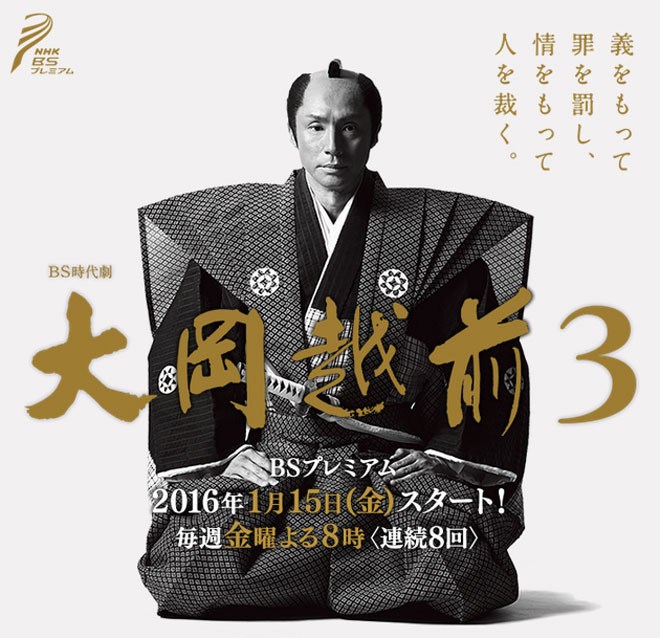 NHK
BS
プレミアム
義をもって
罪を罰し、
情をもって
人を裁く。
BS時代劇
大岡越前3
BSプレミアム
2016年1月15日(金)スタート!
毎週金曜よる8時〈連続8回〉